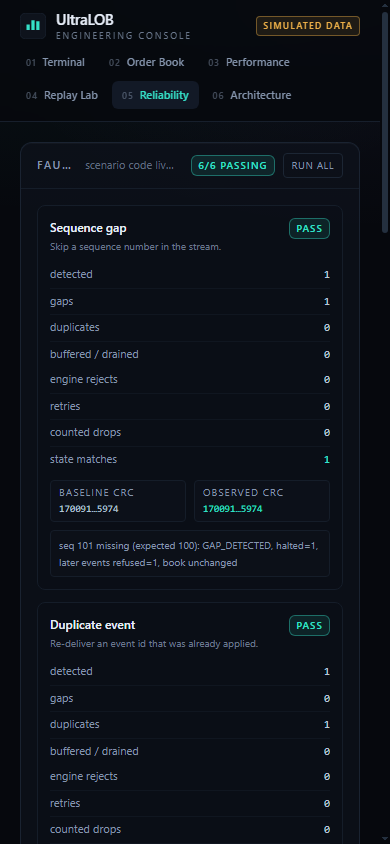 UltraLOB
ENGINEERING CONSOLE
SIMULATED DATA
01 Terminal 02 Order Book 03 Performance
04 Replay Lab 05 Reliability 06 Architecture
FAU... scenario code liv... 6/6 PASSING RUN ALL
Sequence gap PASS
Skip a sequence number in the stream.
detected 1
gaps 1
duplicates 0
buffered / drained 0
engine rejects 0
retries 0
counted drops 0
state matches 1
BASELINE CRC OBSERVED CRC
170091…5974 170091…5974
seq 101 missing (expected 100): GAP_DETECTED, halted=1,
later events refused=1, book unchanged
Duplicate event PASS
Re-deliver an event id that was already applied.
detected 1
gaps 0
duplicates 1
buffered / drained 0
engine rejects 0
retries 0
counted drops 0